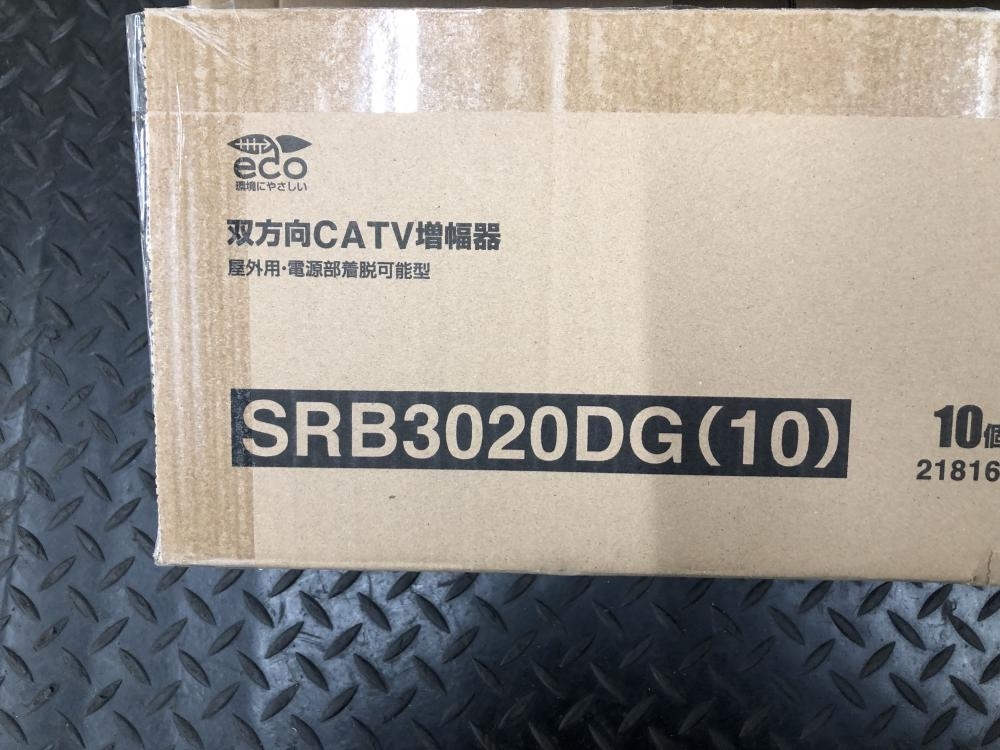 eco
環境にやさしい
双方向CATV増幅器
屋外用・電源部着脱可能型
SRB3020DG(10)
10個
21816